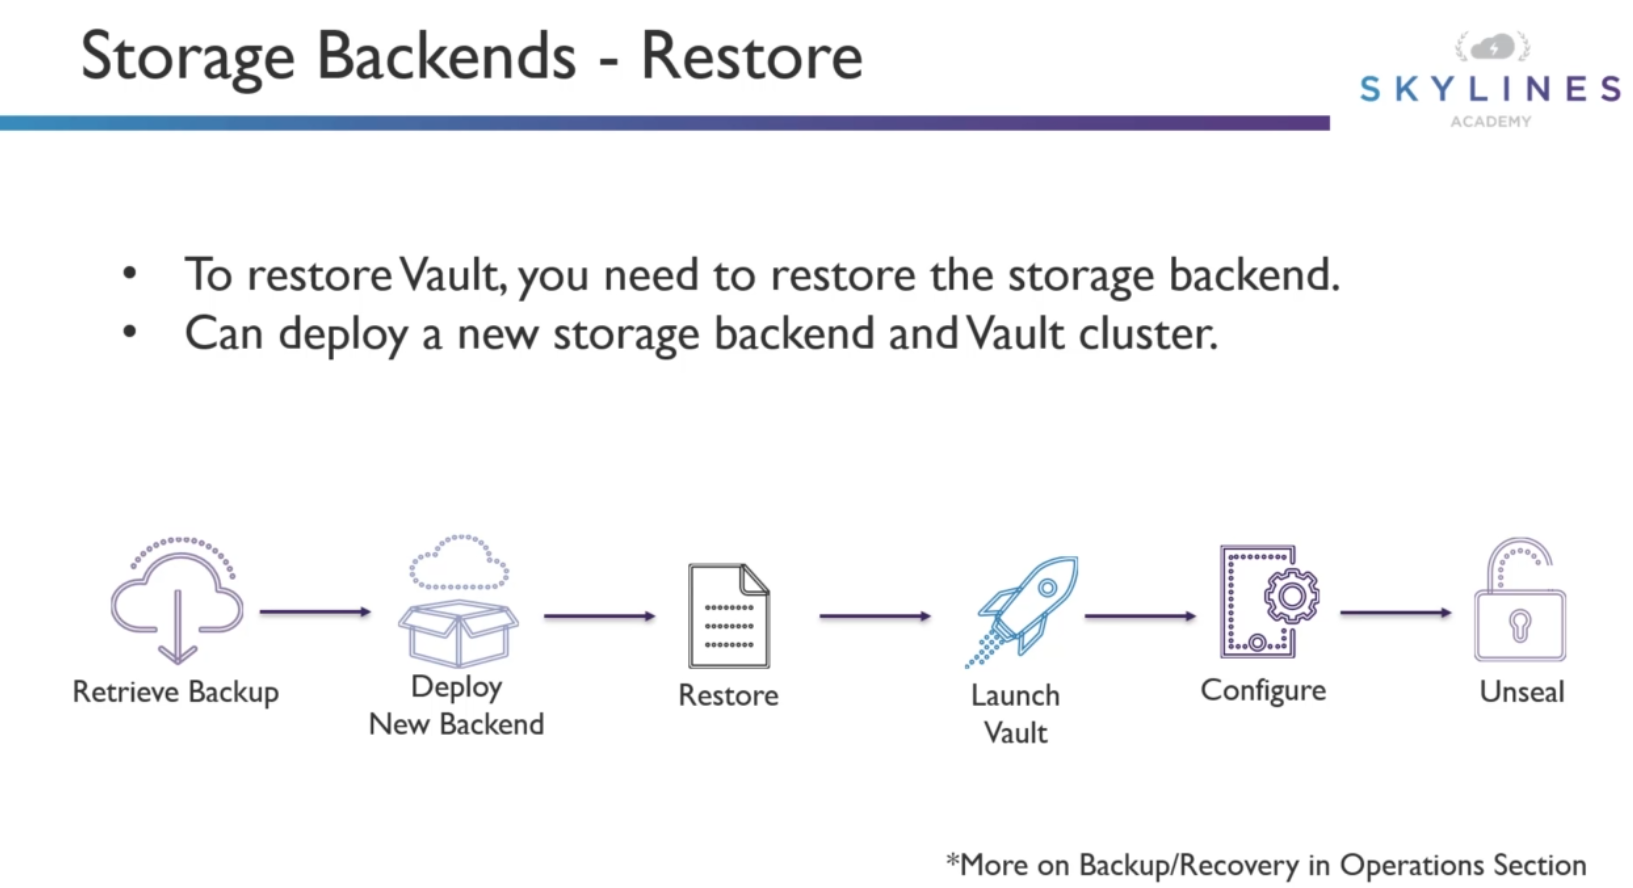 Storage Backends - Restore
SKYLINES
ACADEMY
• To restore Vault, you need to restore the storage backend.
• Can deploy a new storage backend and Vault cluster.
Retrieve Backup
Deploy
New Backend
Restore
Launch
Vault
Configure
Unseal
*More on Backup/Recovery in Operations Section